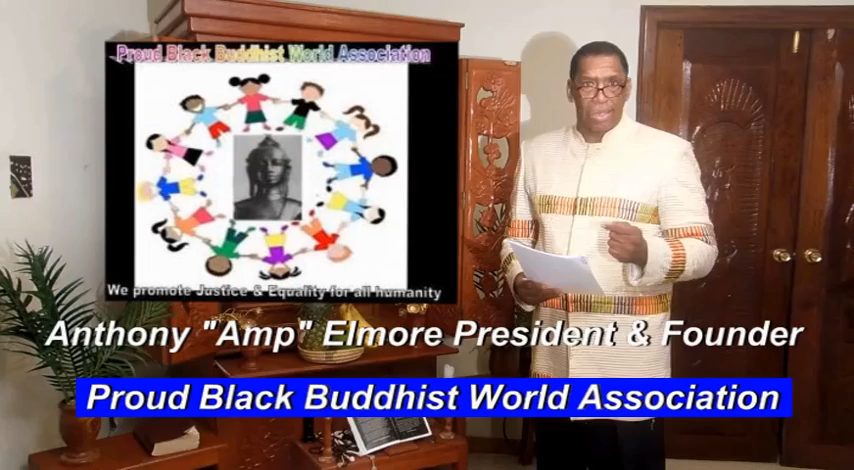 Proud Black Buddhist World Association
We promote Justice & Equality for all humanity
Anthony "Amp" Elmore President & Founder
Proud Black Buddhist World Association